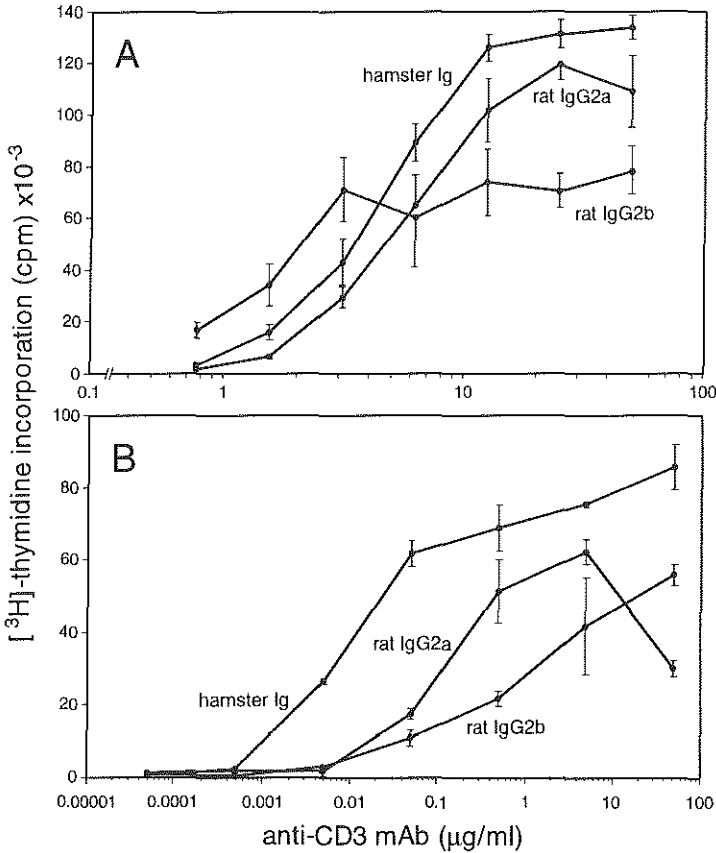 [³H]-thymidine incorporation (cpm) x10⁻³
A
140
120
100
80
60
40
20
0
hamster Ig
rat IgG2a
rat IgG2b
0.1
1
10
100
B
100
80
60
40
20
0
hamster Ig
rat IgG2a
rat IgG2b
0.00001
0.0001
0.001
0.01
0.1
1
10
100
anti-CD3 mAb (μg/ml)